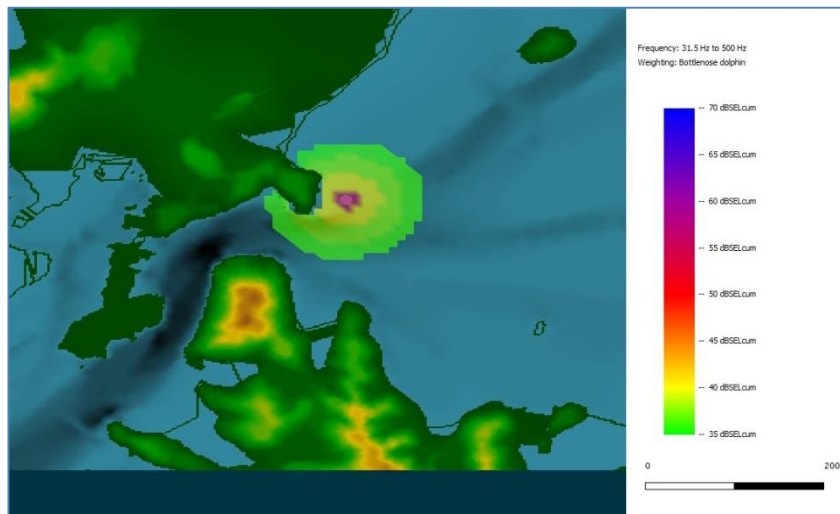 Frequency: 31.5 Hz to 500 Hz
Weighting: Bottlenose dolphin
-- 70 dBSELcum
-- 65 dBSELcum
-- 60 dBSELcum
-- 55 dBSELcum
-- 50 dBSELcum
-- 45 dBSELcum
-- 40 dBSELcum
-- 35 dBSELcum
0 200